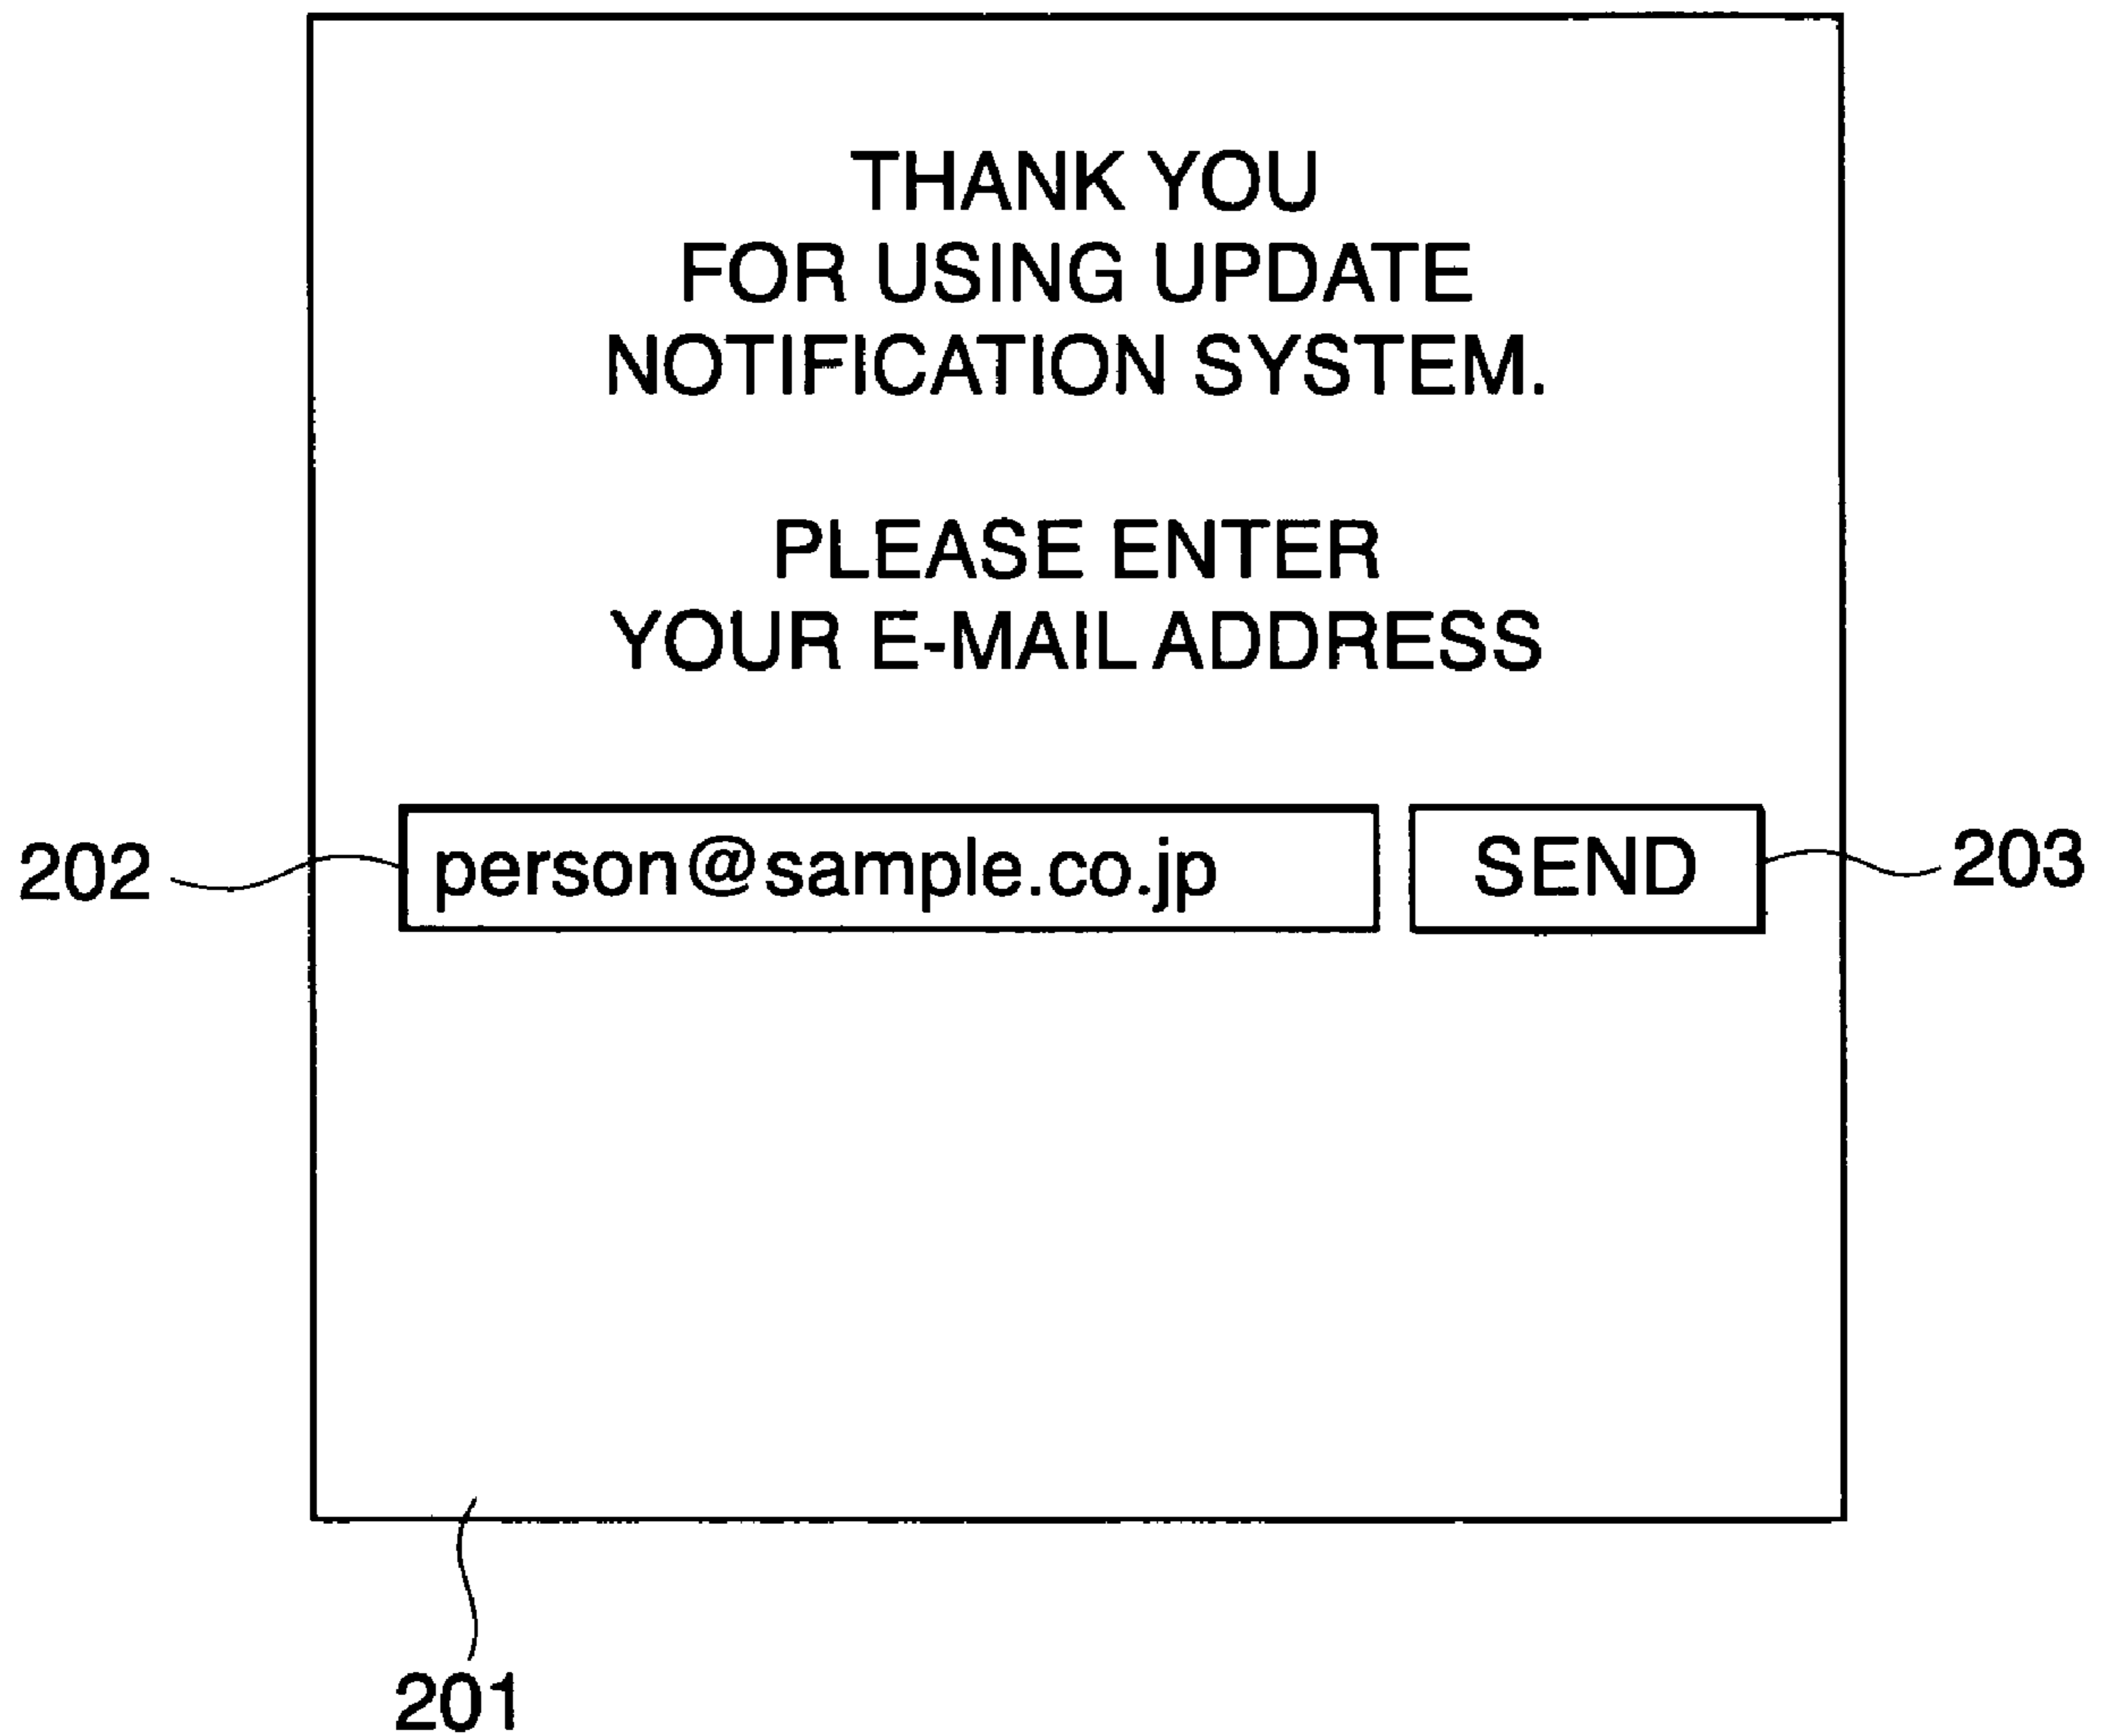 THANK YOU
FOR USING UPDATE
NOTIFICATION SYSTEM.
PLEASE ENTER
YOUR E-MAIL ADDRESS
202
person@sample.co.jp
SEND
203
201